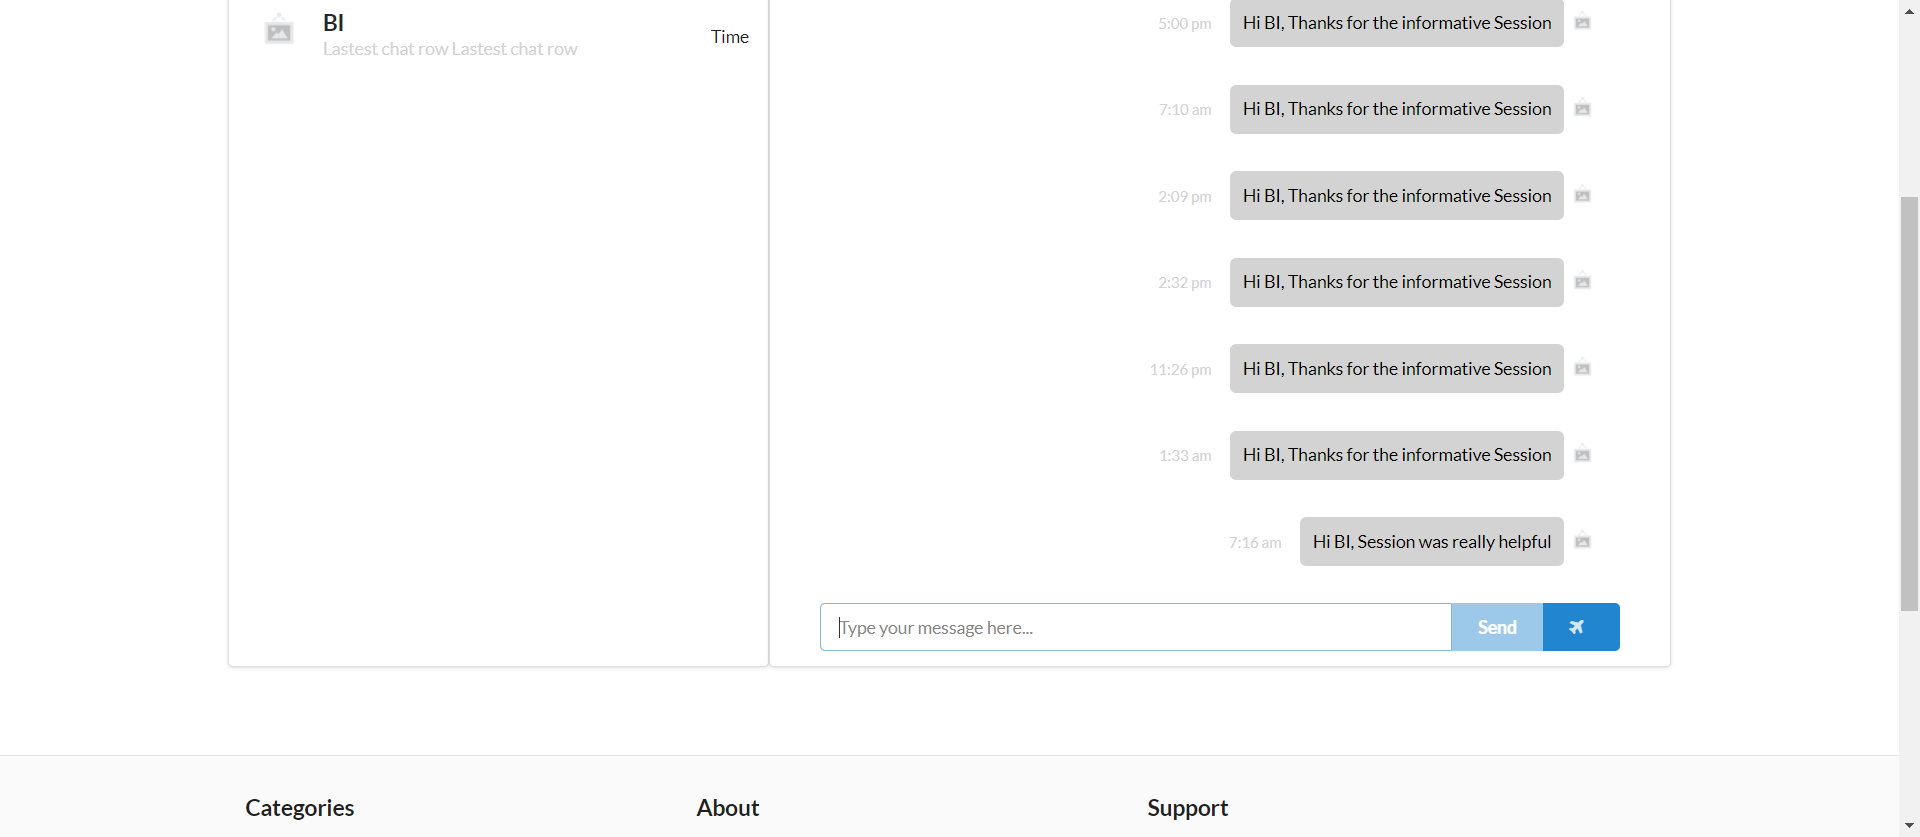 BI
Lastest chat row Lastest chat row
Time
5:00 pm
Hi BI, Thanks for the informative Session
7:10 am
Hi BI, Thanks for the informative Session
2:09 pm
Hi BI, Thanks for the informative Session
2:32 pm
Hi BI, Thanks for the informative Session
11:26 pm
Hi BI, Thanks for the informative Session
1:33 am
Hi BI, Thanks for the informative Session
7:16 am
Hi BI, Session was really helpful
Type your message here...
Send
Categories
About
Support